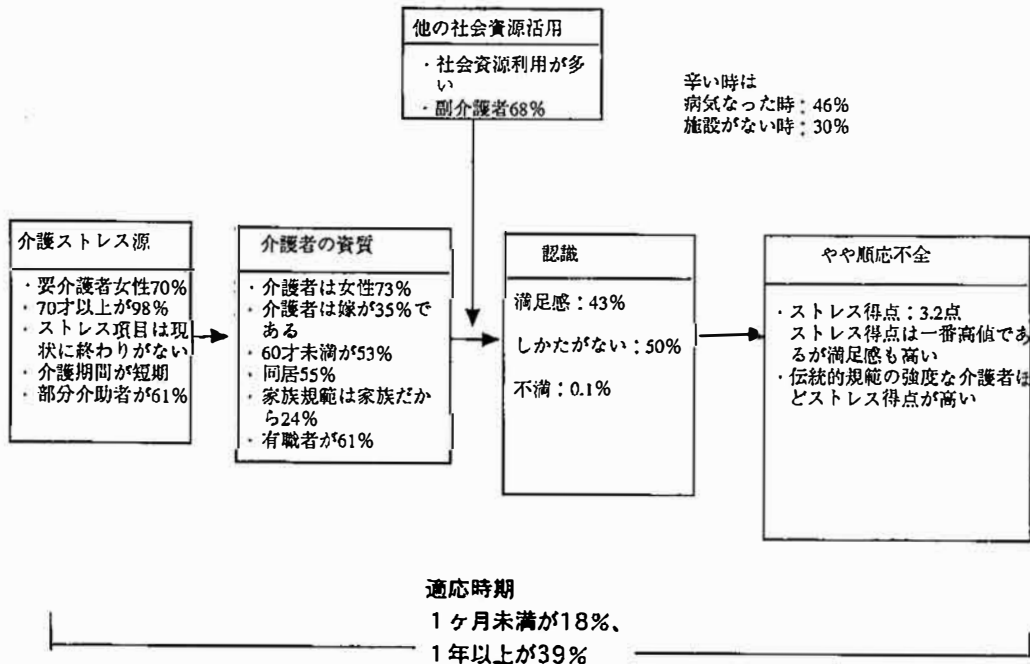 他の社会資源活用
・社会資源利用が多
い
・副介護者68%
辛い時は
病気なった時：46%
施設がない時：30%
介護ストレス源
・要介護者女性70%
・70才以上が98%
・ストレス項目は現
状に終わりがない
・介護期間が短期
・部分介助者が61%
介護者の資質
・介護者は女性73%
・介護者は嫁が35%で
ある
・60才未満が53%
・同居55%
・家族規範は家族だか
ら24%
・有職者が61%
認識
満足感：43%
しかたがない：50%
不満：0.1%
やや順応不全
・ストレス得点：3.2点
ストレス得点は一番高値であ
るが満足感も高い
・伝統的規範の強度な介護者ほ
どストレス得点が高い
適応時期
1ヶ月未満が18%、
1年以上が39%